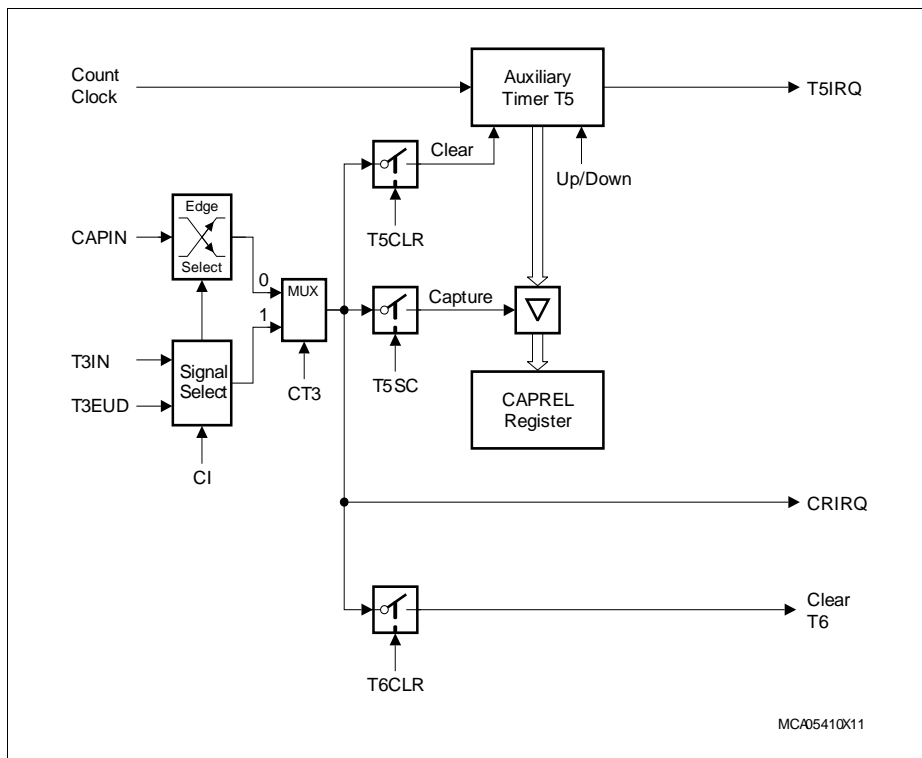 Count
Clock
Auxiliary
Timer T5
T5IRQ
Clear
Up/Down
T5CLR
Edge
Select
CAPIN
0
1
MUX
Capture
T3IN
T3EUD
Signal
Select
CT3
T5SC
CAPREL
Register
CI
CRIRQ
Clear
T6
T6CLR
MCA05410X11